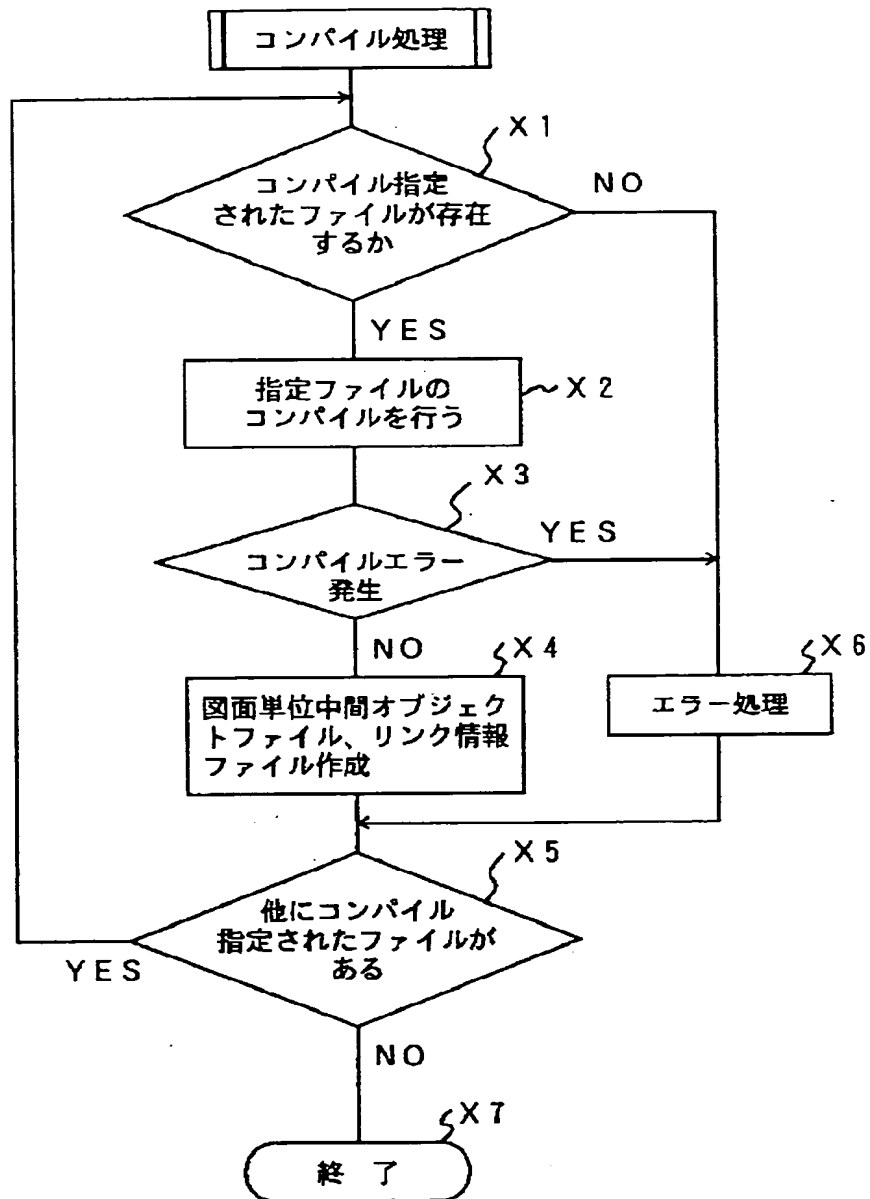 コンパイル処理
X1
コンパイル指定
されたファイルが存在
するか
NO
YES
指定ファイルの
コンパイルを行う
X2
X3
コンパイルエラー
発生
YES
NO
X4
図面単位中間オブジェク
トファイル、リンク情報
ファイル作成
X6
エラー処理
X5
他にコンパイル
指定されたファイルが
ある
YES
NO
X7
終 了